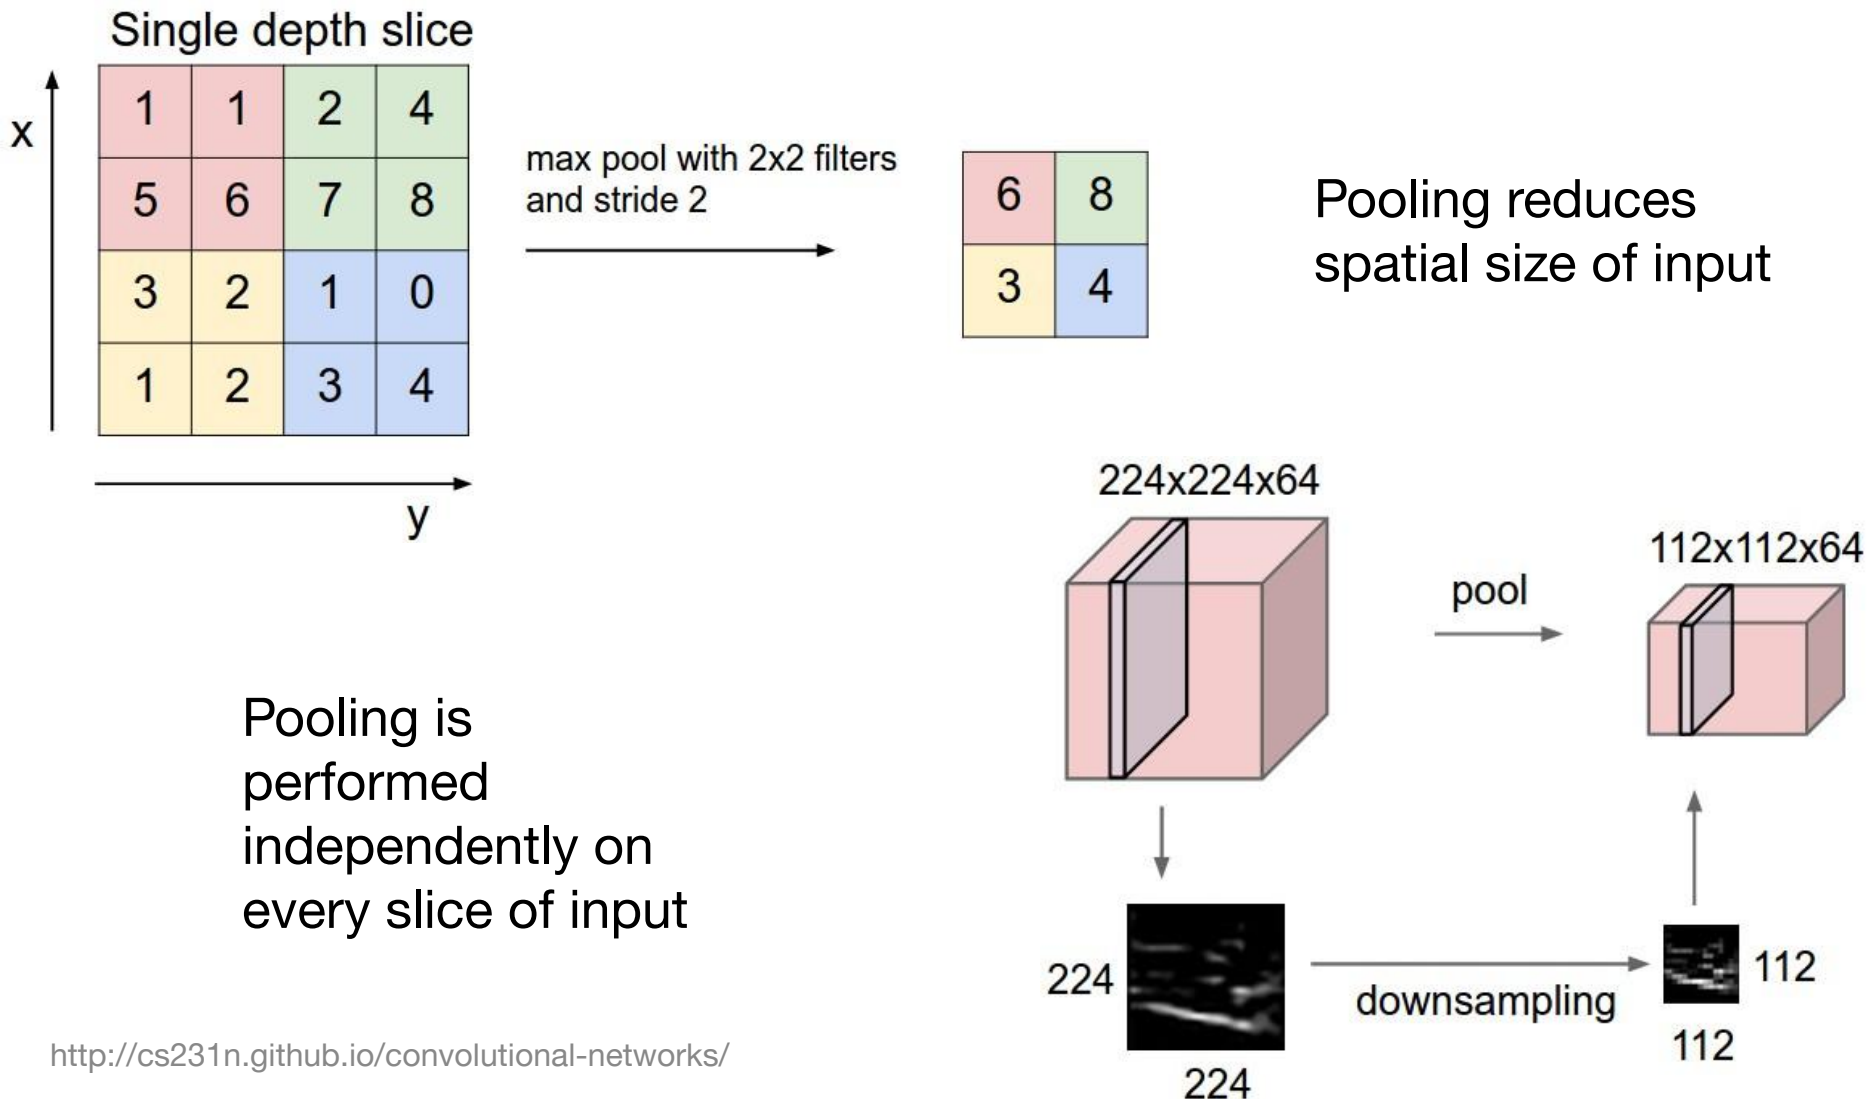 Single depth slice
x
1 1 2 4
5 6 7 8
3 2 1 0
1 2 3 4
y
max pool with 2x2 filters
and stride 2
6 8
3 4
Pooling reduces
spatial size of input
Pooling is
performed
independently on
every slice of input
224x224x64
pool
112x112x64
224
224
downsampling
112
112
http://cs231n.github.io/convolutional-networks/